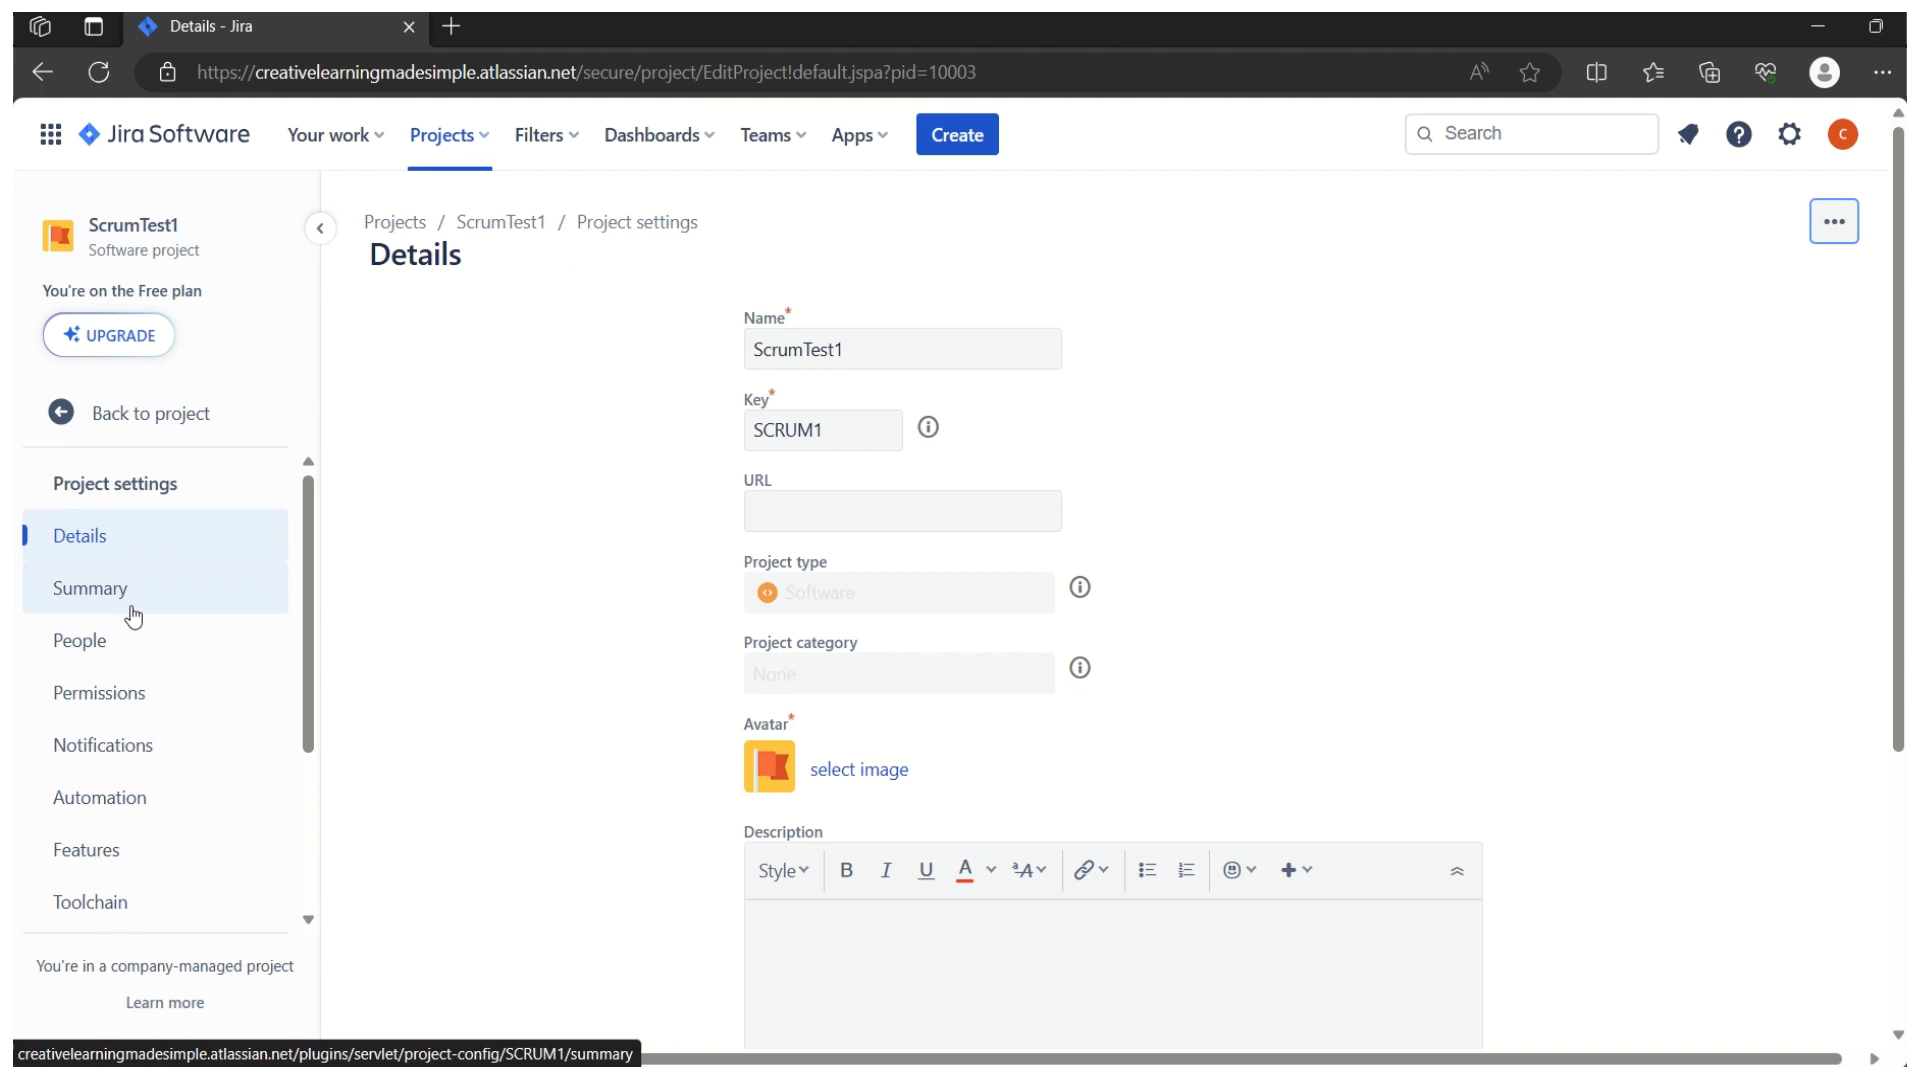 Details - Jira
https://creativelearningmadesimple.atlassian.net/secure/project/EditProject!default.jspa?pid=10003
Jira Software
Your work
Projects
Filters
Dashboards
Teams
Apps
Create
Search
C
ScrumTest1
Software project
You're on the Free plan
UPGRADE
Back to project
Project settings
Details
Summary
People
Permissions
Notifications
Automation
Features
Toolchain
You're in a company-managed project
Learn more
creativelearningmadesimple.atlassian.net/plugins/servlet/project-config/SCRUM1/summary
Projects / ScrumTest1 / Project settings
Details
Name*
ScrumTest1
Key*
SCRUM1
URL
Project type
Software
Project category
None
Avatar*
select image
Description
Style B I U A ᵃA